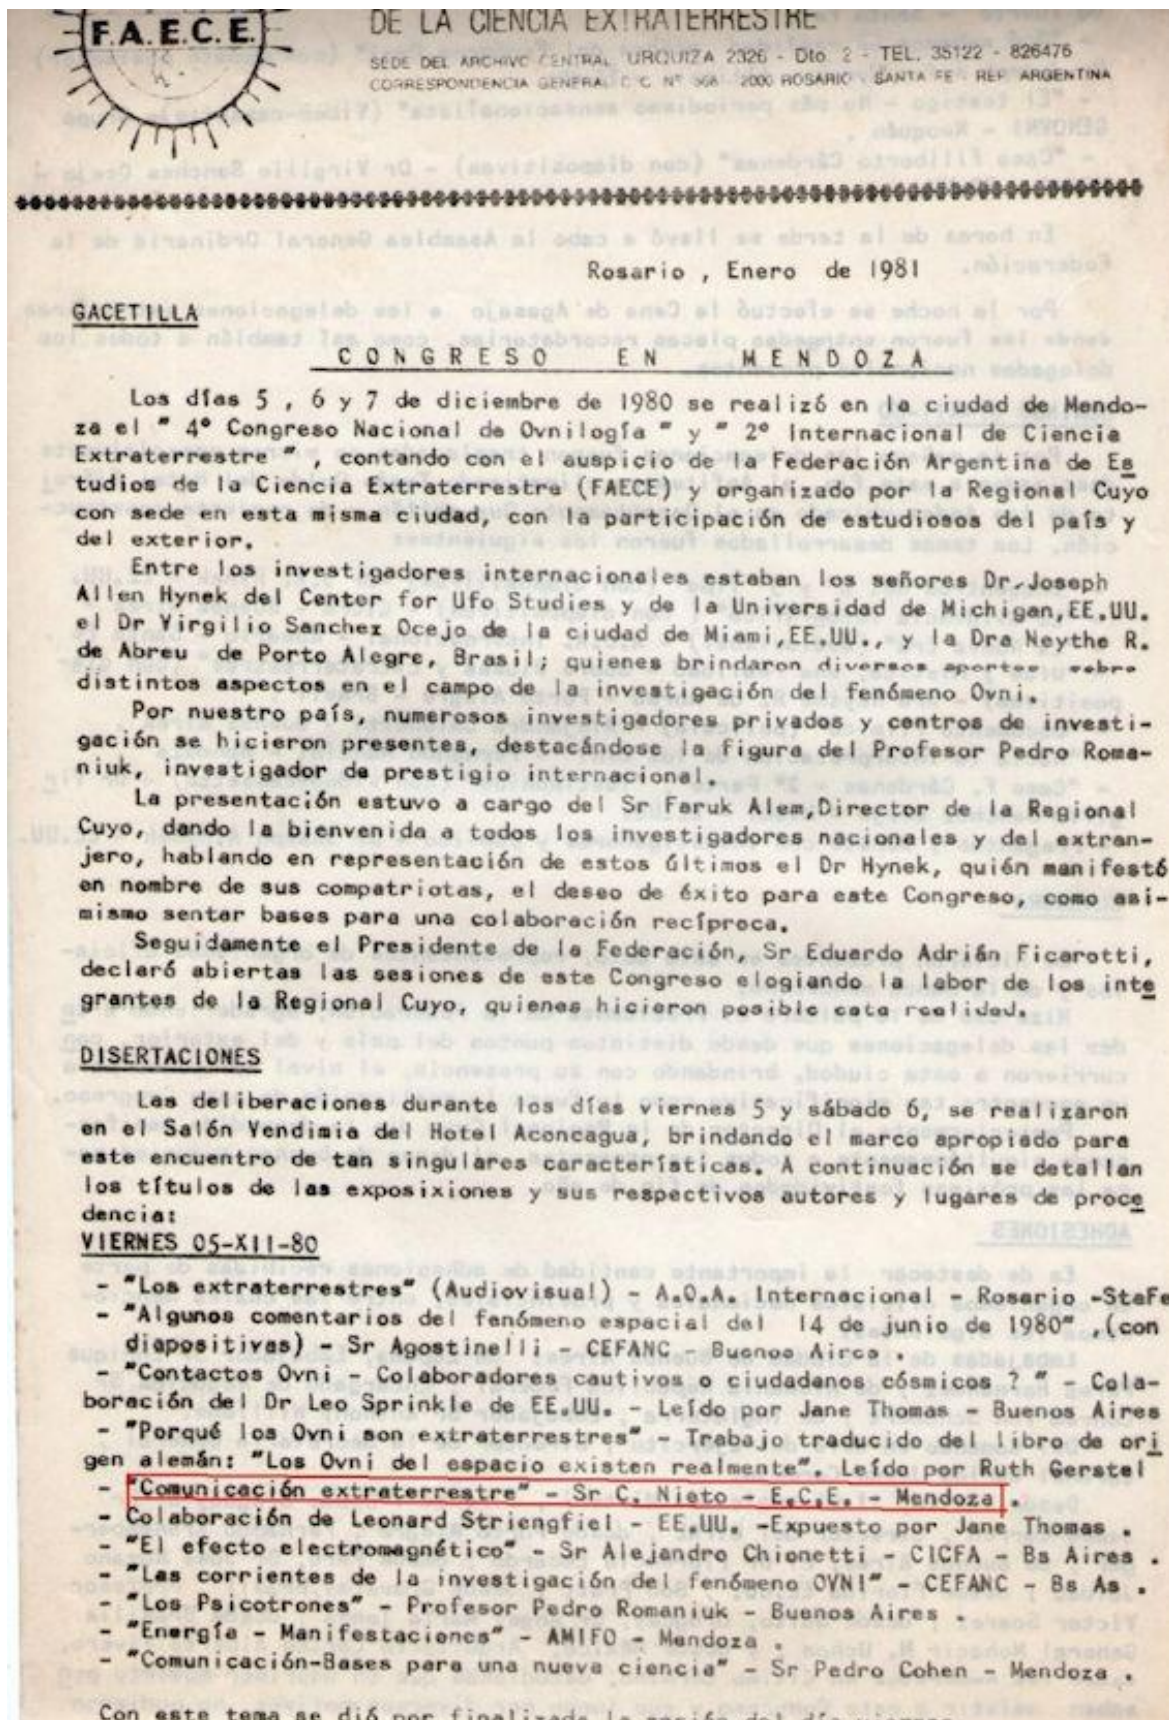 F.A.E.C.E.
DE LA CIENCIA EXTRATERRESTRE
SEDE DEL ARCHIVO CENTRAL URQUIZA 2326 - Dto. 2 - TEL. 35122 - 826476
CORRESPONDENCIA GENERAL C.C. Nº 2000 ROSARIO - SANTA FE - REP. ARGENTINA
Rosario , Enero de 1981
GACETILLA
CONGRESO EN MENDOZA
Los días 5 , 6 y 7 de diciembre de 1980 se realizó en la ciudad de Mendo-
za el " 4º Congreso Nacional de Ovnilogía " y " 2º Internacional de Ciencia
Extraterrestre " , contando con el auspicio de la Federación Argentina de Es
tudios de la Ciencia Extraterrestre (FAECE) y organizado por la Regional Cuyo
con sede en esta misma ciudad, con la participación de estudiosos del país y
del exterior.
Entre los investigadores internacionales estaban los señores Dr.Joseph
Allen Hynek del Center for Ufo Studies y de la Universidad de Michigan,EE.UU.
el Dr Virgilio Sanchez Ocejo de la ciudad de Miami,EE.UU., y la Dra Neythe R.
de Abreu de Porto Alegre, Brasil; quienes brindaron diversos aportes sobre
distintos aspectos en el campo de la investigación del fenómeno Ovni.
Por nuestro país, numerosos investigadores privados y centros de investi-
gación se hicieron presentes, destacándose la figura del Profesor Pedro Roma-
niuk, investigador de prestigio internacional.
La presentación estuvo a cargo del Sr Faruk Alem,Director de la Regional
Cuyo, dando la bienvenida a todos los investigadores nacionales y del extran-
jero, hablando en representación de estos últimos el Dr Hynek, quién manifestó
en nombre de sus compatriotas, el deseo de éxito para este Congreso, como asi-
mismo sentar bases para una colaboración recíproca.
Seguidamente el Presidente de la Federación, Sr Eduardo Adrián Ficarotti,
declaró abiertas las sesiones de este Congreso elogiando la labor de los inte
grantes de la Regional Cuyo, quienes hicieron posible esta realidad.
DISERTACIONES
Las deliberaciones durante los días viernes 5 y sábado 6, se realizaron
en el Salón Vendimia del Hotel Aconcagua, brindando el marco apropiado para
este encuentro de tan singulares características. A continuación se detallan
los títulos de las exposixiones y sus respectivos autores y lugares de proce
dencia:
VIERNES 05-XII-80
- "Los extraterrestres" (Audiovisual) - A.O.A. Internacional - Rosario -StaFe
- "Algunos comentarios del fenómeno espacial del 14 de junio de 1980" ,(con
diapositivas) - Sr Agostinelli - CEFANC - Buenos Aires .
- "Contactos Ovni - Colaboradores cautivos o ciudadanos cósmicos ? " - Cola-
boración del Dr Leo Sprinkle de EE.UU. - Leído por Jane Thomas - Buenos Aires
- "Porqué los Ovni son extraterrestres" - Trabajo traducido del libro de ori
gen alemán: "Los Ovni del espacio existen realmente". Leído por Ruth Gerstel
- "Comunicación extraterrestre" - Sr C. Nieto - E.C.E. - Mendoza .
- Colaboración de Leonard Striengfiel - EE.UU. -Expuesto por Jane Thomas .
- "El efecto electromagnético" - Sr Alejandro Chionetti - CICFA - Bs Aires .
- "Las corrientes de la investigación del fenómeno OVNI" - CEFANC - Bs As .
- "Los Psicotrones" - Profesor Pedro Romaniuk - Buenos Aires .
- "Energía - Manifestaciones" - AMIFO - Mendoza .
- "Comunicación-Bases para una nueva ciencia" - Sr Pedro Cohen - Mendoza .
Con este tema se dió por finalizada la sesión del día viernes